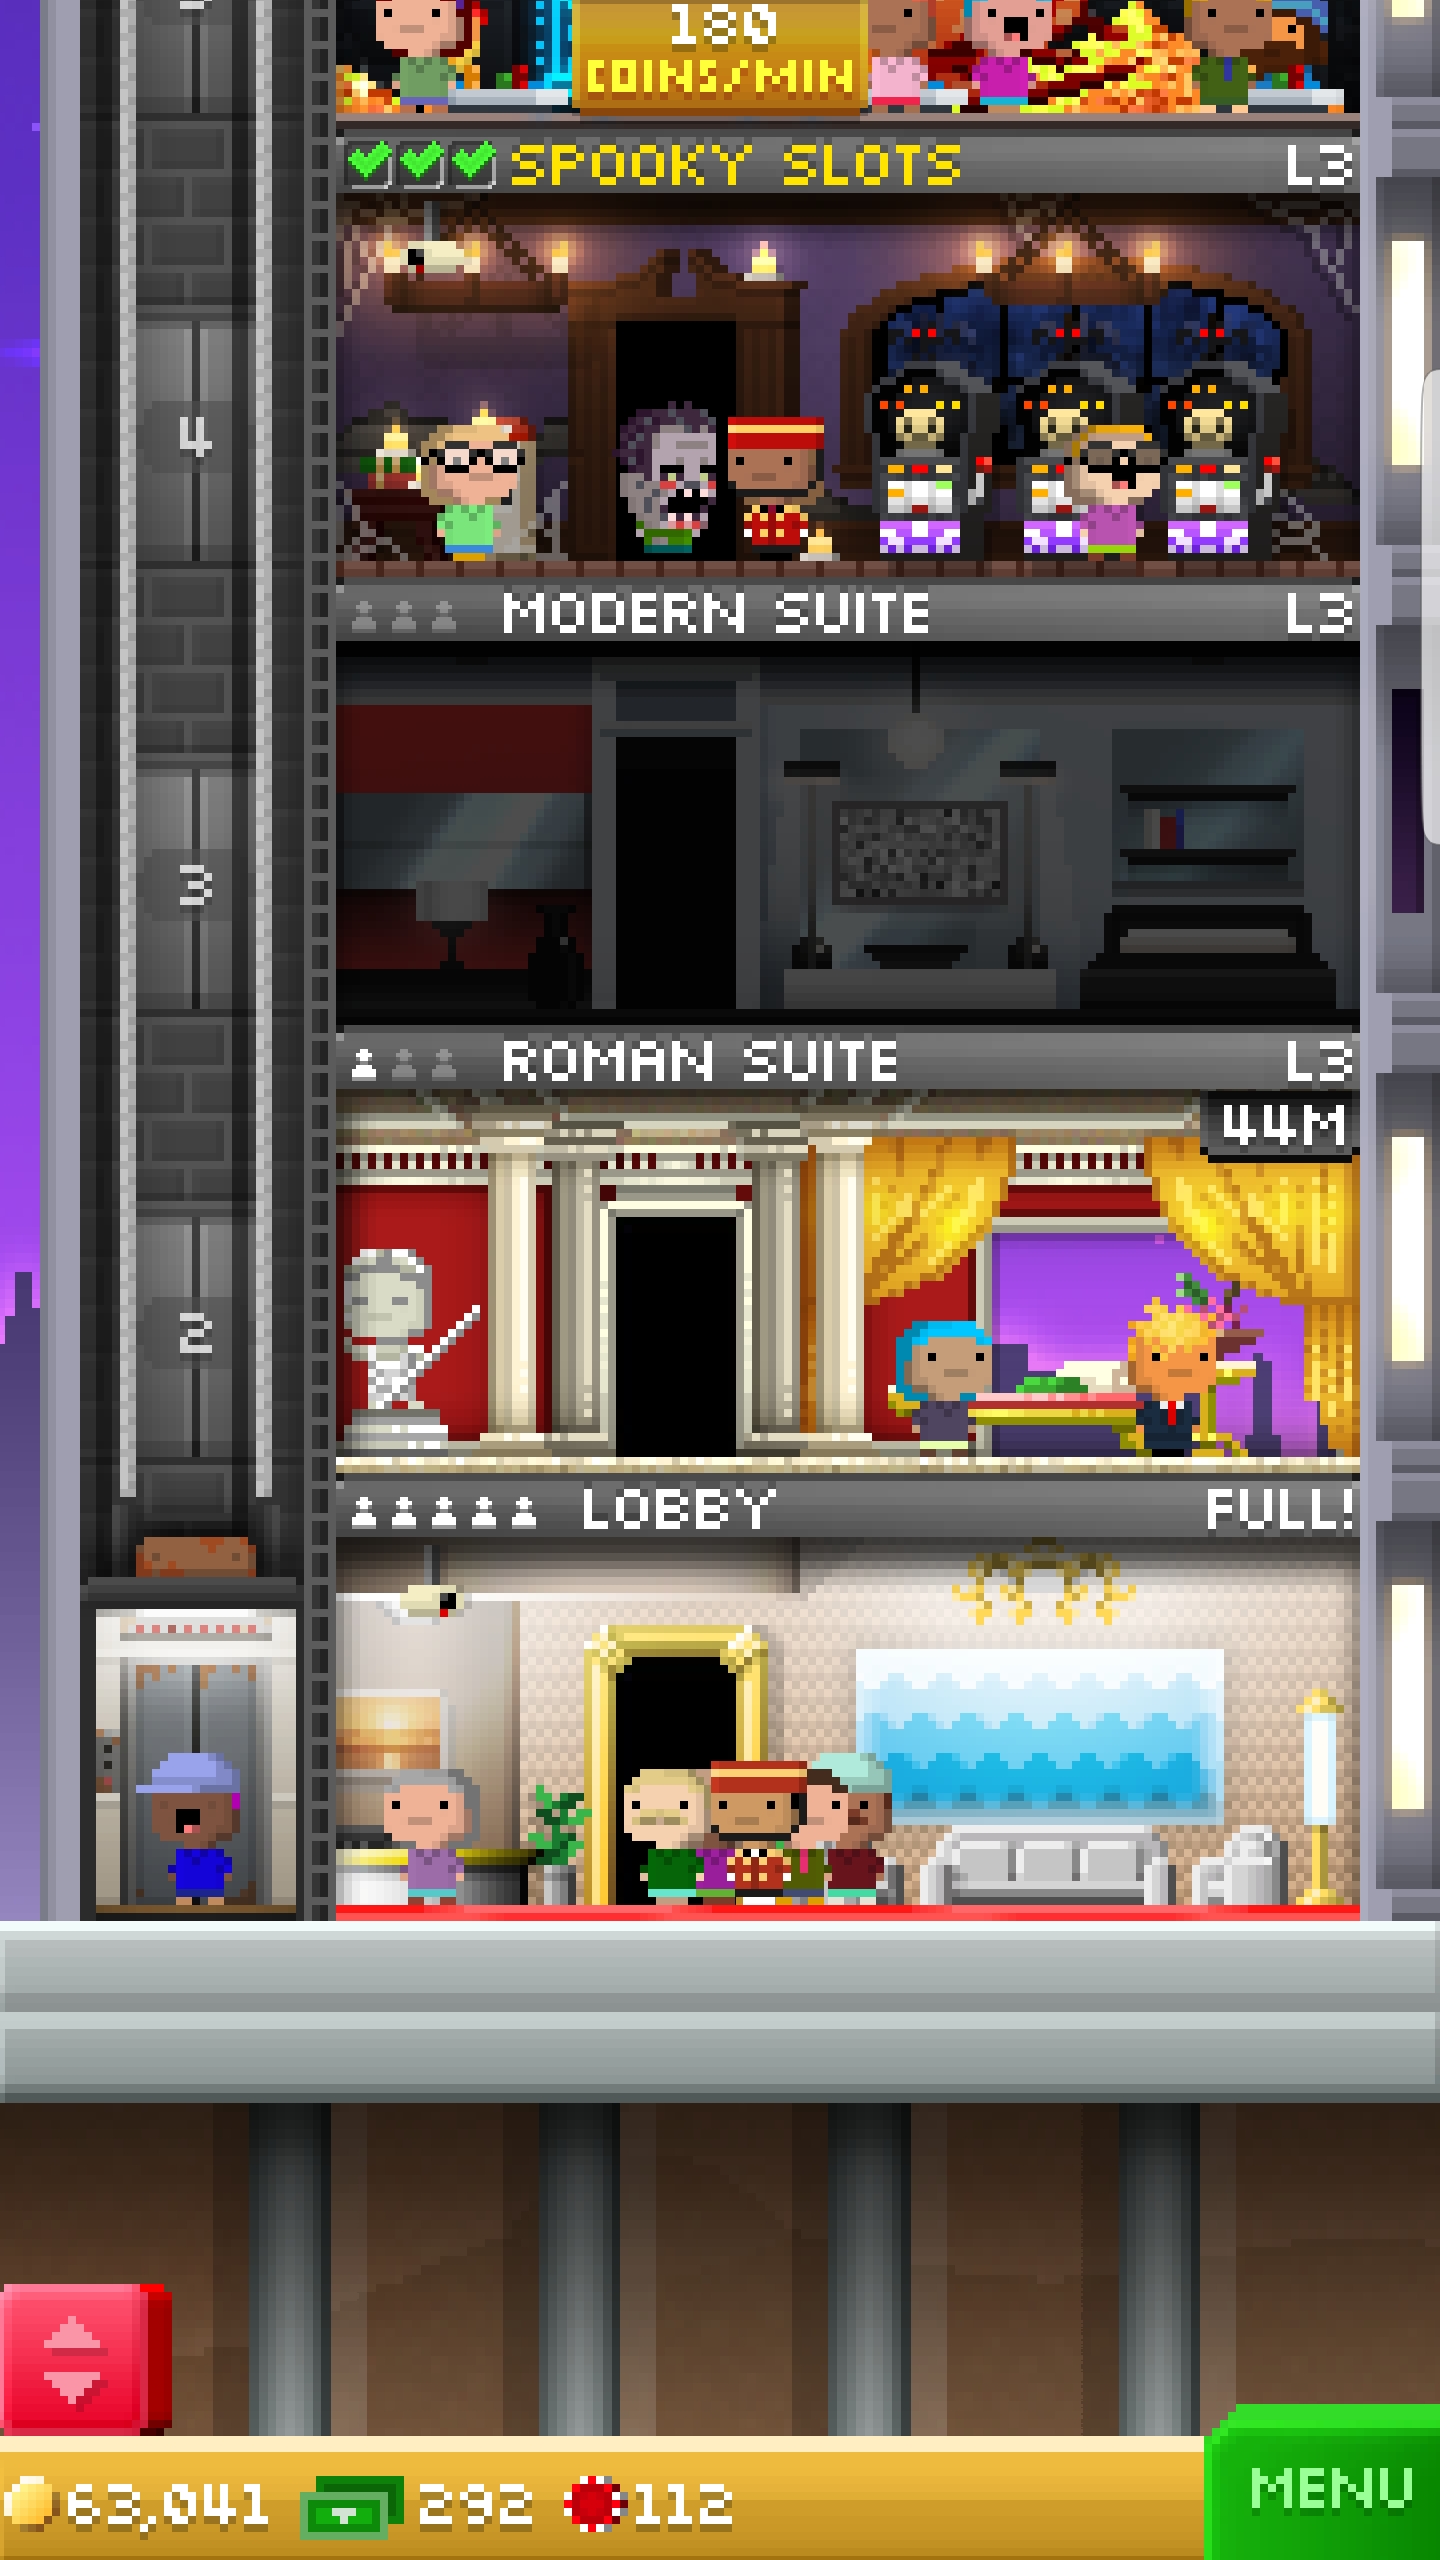 180
COINS/MIN
SPOOKY SLOTS L3
4
MODERN SUITE L3
3
ROMAN SUITE L3
44M
2
LOBBY FULL!
MENU
63,041 292 112